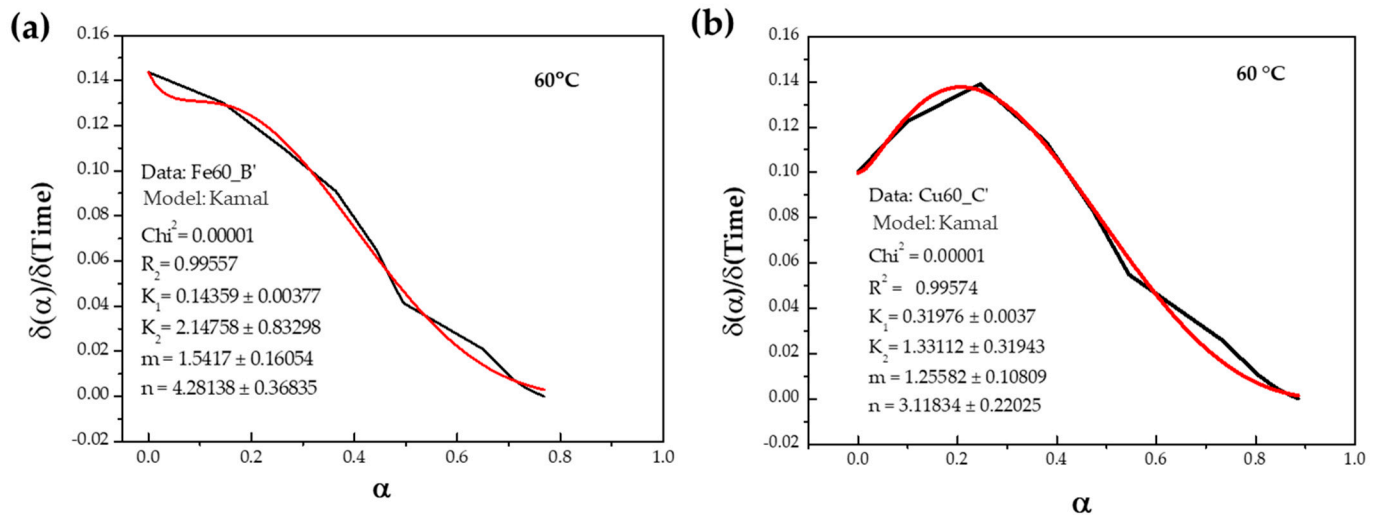 (a)
0.16
0.14
0.12
0.10
0.08
0.06
0.04
0.02
0.00
-0.02
δ(α)/δ(Time)
60°C
Data: Fe60_B'
Model: Kamal
Chi²= 0.00001
R₂= 0.99557
K₁= 0.14359 ± 0.00377
K₂= 2.14758 ± 0.83298
m = 1.5417 ± 0.16054
n = 4.28138 ± 0.36835
0.0 0.2 0.4 0.6 0.8 1.0
α
(b)
0.16
0.14
0.12
0.10
0.08
0.06
0.04
0.02
0.00
-0.02
δ(α)/δ(Time)
60 °C
Data: Cu60_C'
Model: Kamal
Chi²= 0.00001
R²= 0.99574
K₁= 0.31976 ± 0.0037
K₂= 1.33112 ± 0.31943
m = 1.25582 ± 0.10809
n = 3.11834 ± 0.22025
0.0 0.2 0.4 0.6 0.8 1.0
α